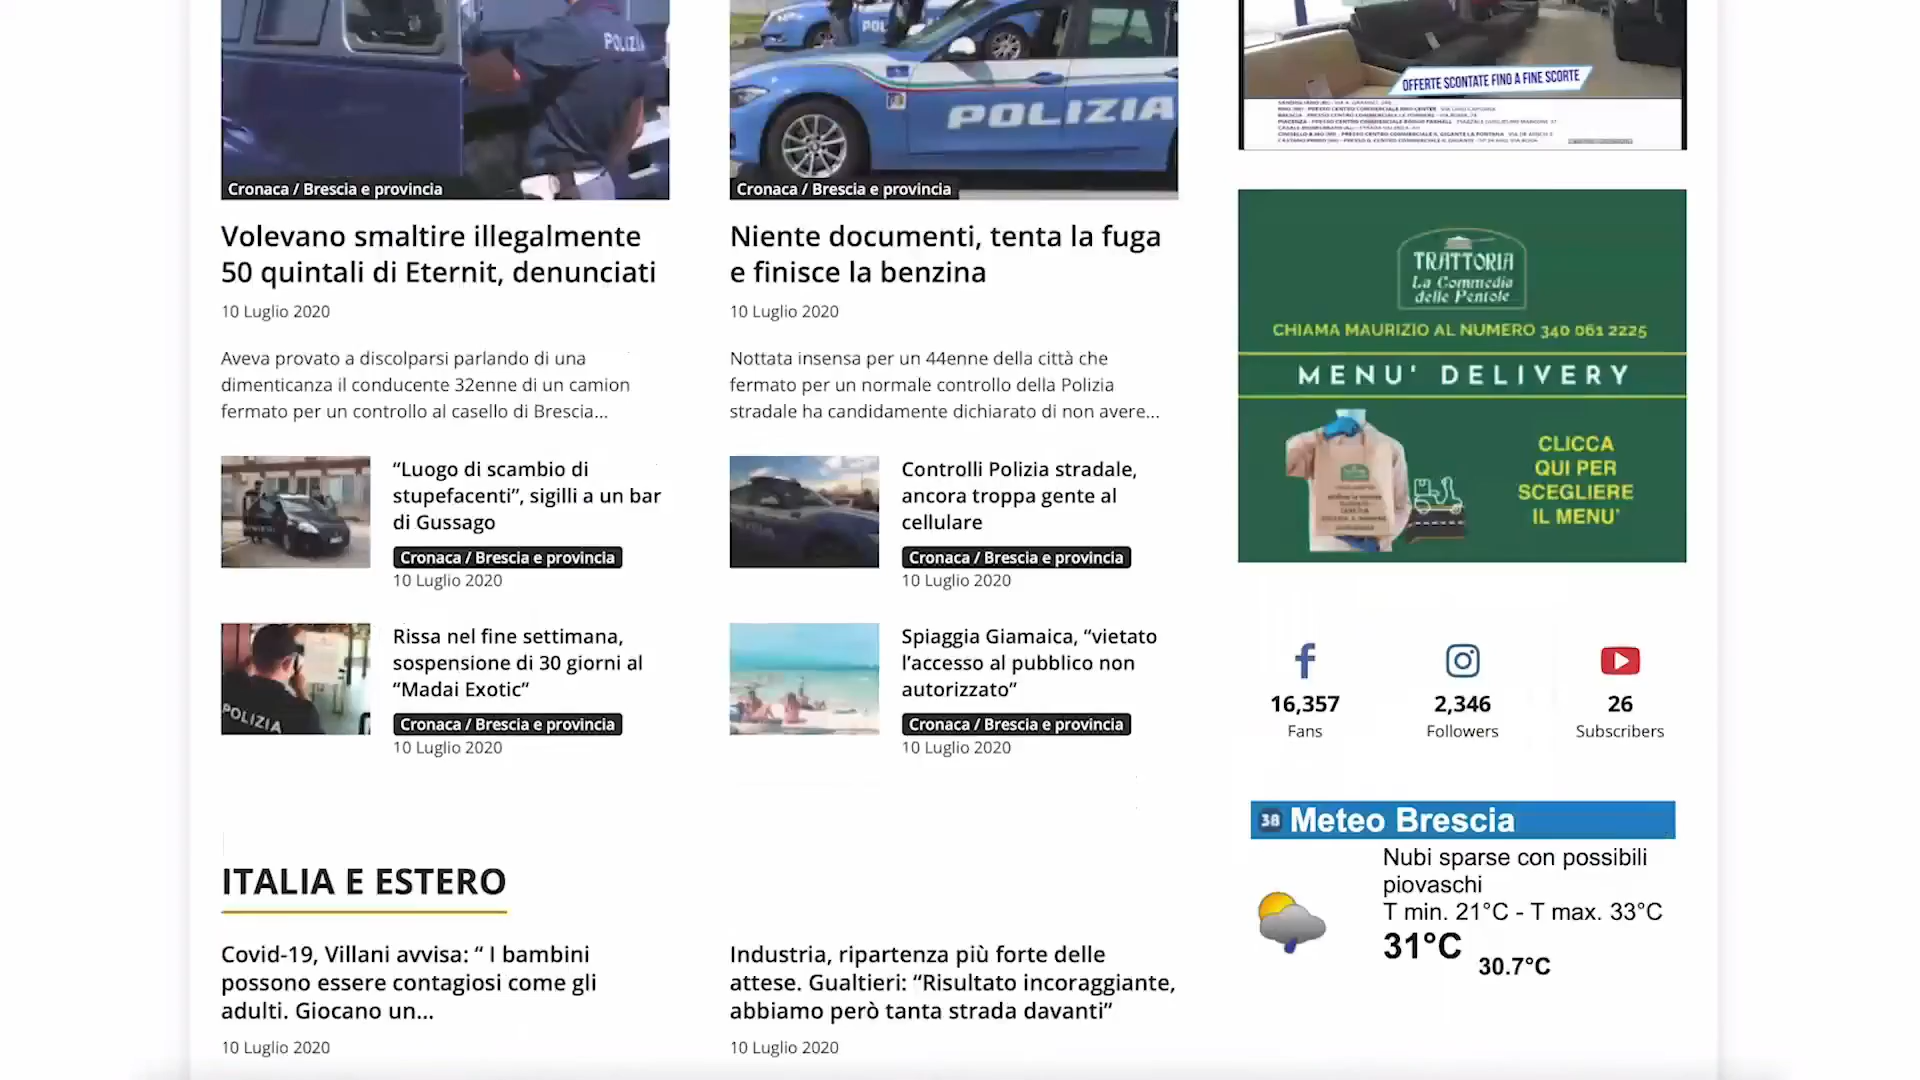 POLIZIA
Cronaca / Brescia e provincia
Volevano smaltire illegalmente
50 quintali di Eternit, denunciati
10 Luglio 2020
Aveva provato a discolparsi parlando di una
dimenticanza il conducente 32enne di un camion
fermato per un controllo al casello di Brescia...
“Luogo di scambio di
stupefacenti”, sigilli a un bar
di Gussago
Cronaca / Brescia e provincia
10 Luglio 2020
POLIZIA
Rissa nel fine settimana,
sospensione di 30 giorni al
“Madai Exotic“
Cronaca / Brescia e provincia
10 Luglio 2020
POLIZIA
Cronaca / Brescia e provincia
Niente documenti, tenta la fuga
e finisce la benzina
10 Luglio 2020
Nottata insensa per un 44enne della città che
fermato per un normale controllo della Polizia
stradale ha candidamente dichiarato di non avere...
Controlli Polizia stradale,
ancora troppa gente al
cellulare
Cronaca / Brescia e provincia
10 Luglio 2020
Spiaggia Giamaica, “vietato
l’accesso al pubblico non
autorizzato”
Cronaca / Brescia e provincia
10 Luglio 2020
ITALIA E ESTERO
Covid-19, Villani avvisa: “ I bambini
possono essere contagiosi come gli
adulti. Giocano un...
10 Luglio 2020
Industria, ripartenza più forte delle
attese. Gualtieri: “Risultato incoraggiante,
abbiamo però tanta strada davanti”
10 Luglio 2020
OFFERTE SCONTATE FINO A FINE SCORTE
TRATTORIA
La Commedia
delle Pentole
CHIAMA MAURIZIO AL NUMERO 340 061 2225
MENU' DELIVERY
CLICCA
QUI PER
SCEGLIERE
IL MENU'
16,357
Fans
2,346
Followers
26
Subscribers
3B Meteo Brescia
Nubi sparse con possibili
piovaschi
T min. 21°C - T max. 33°C
31°C
30.7°C